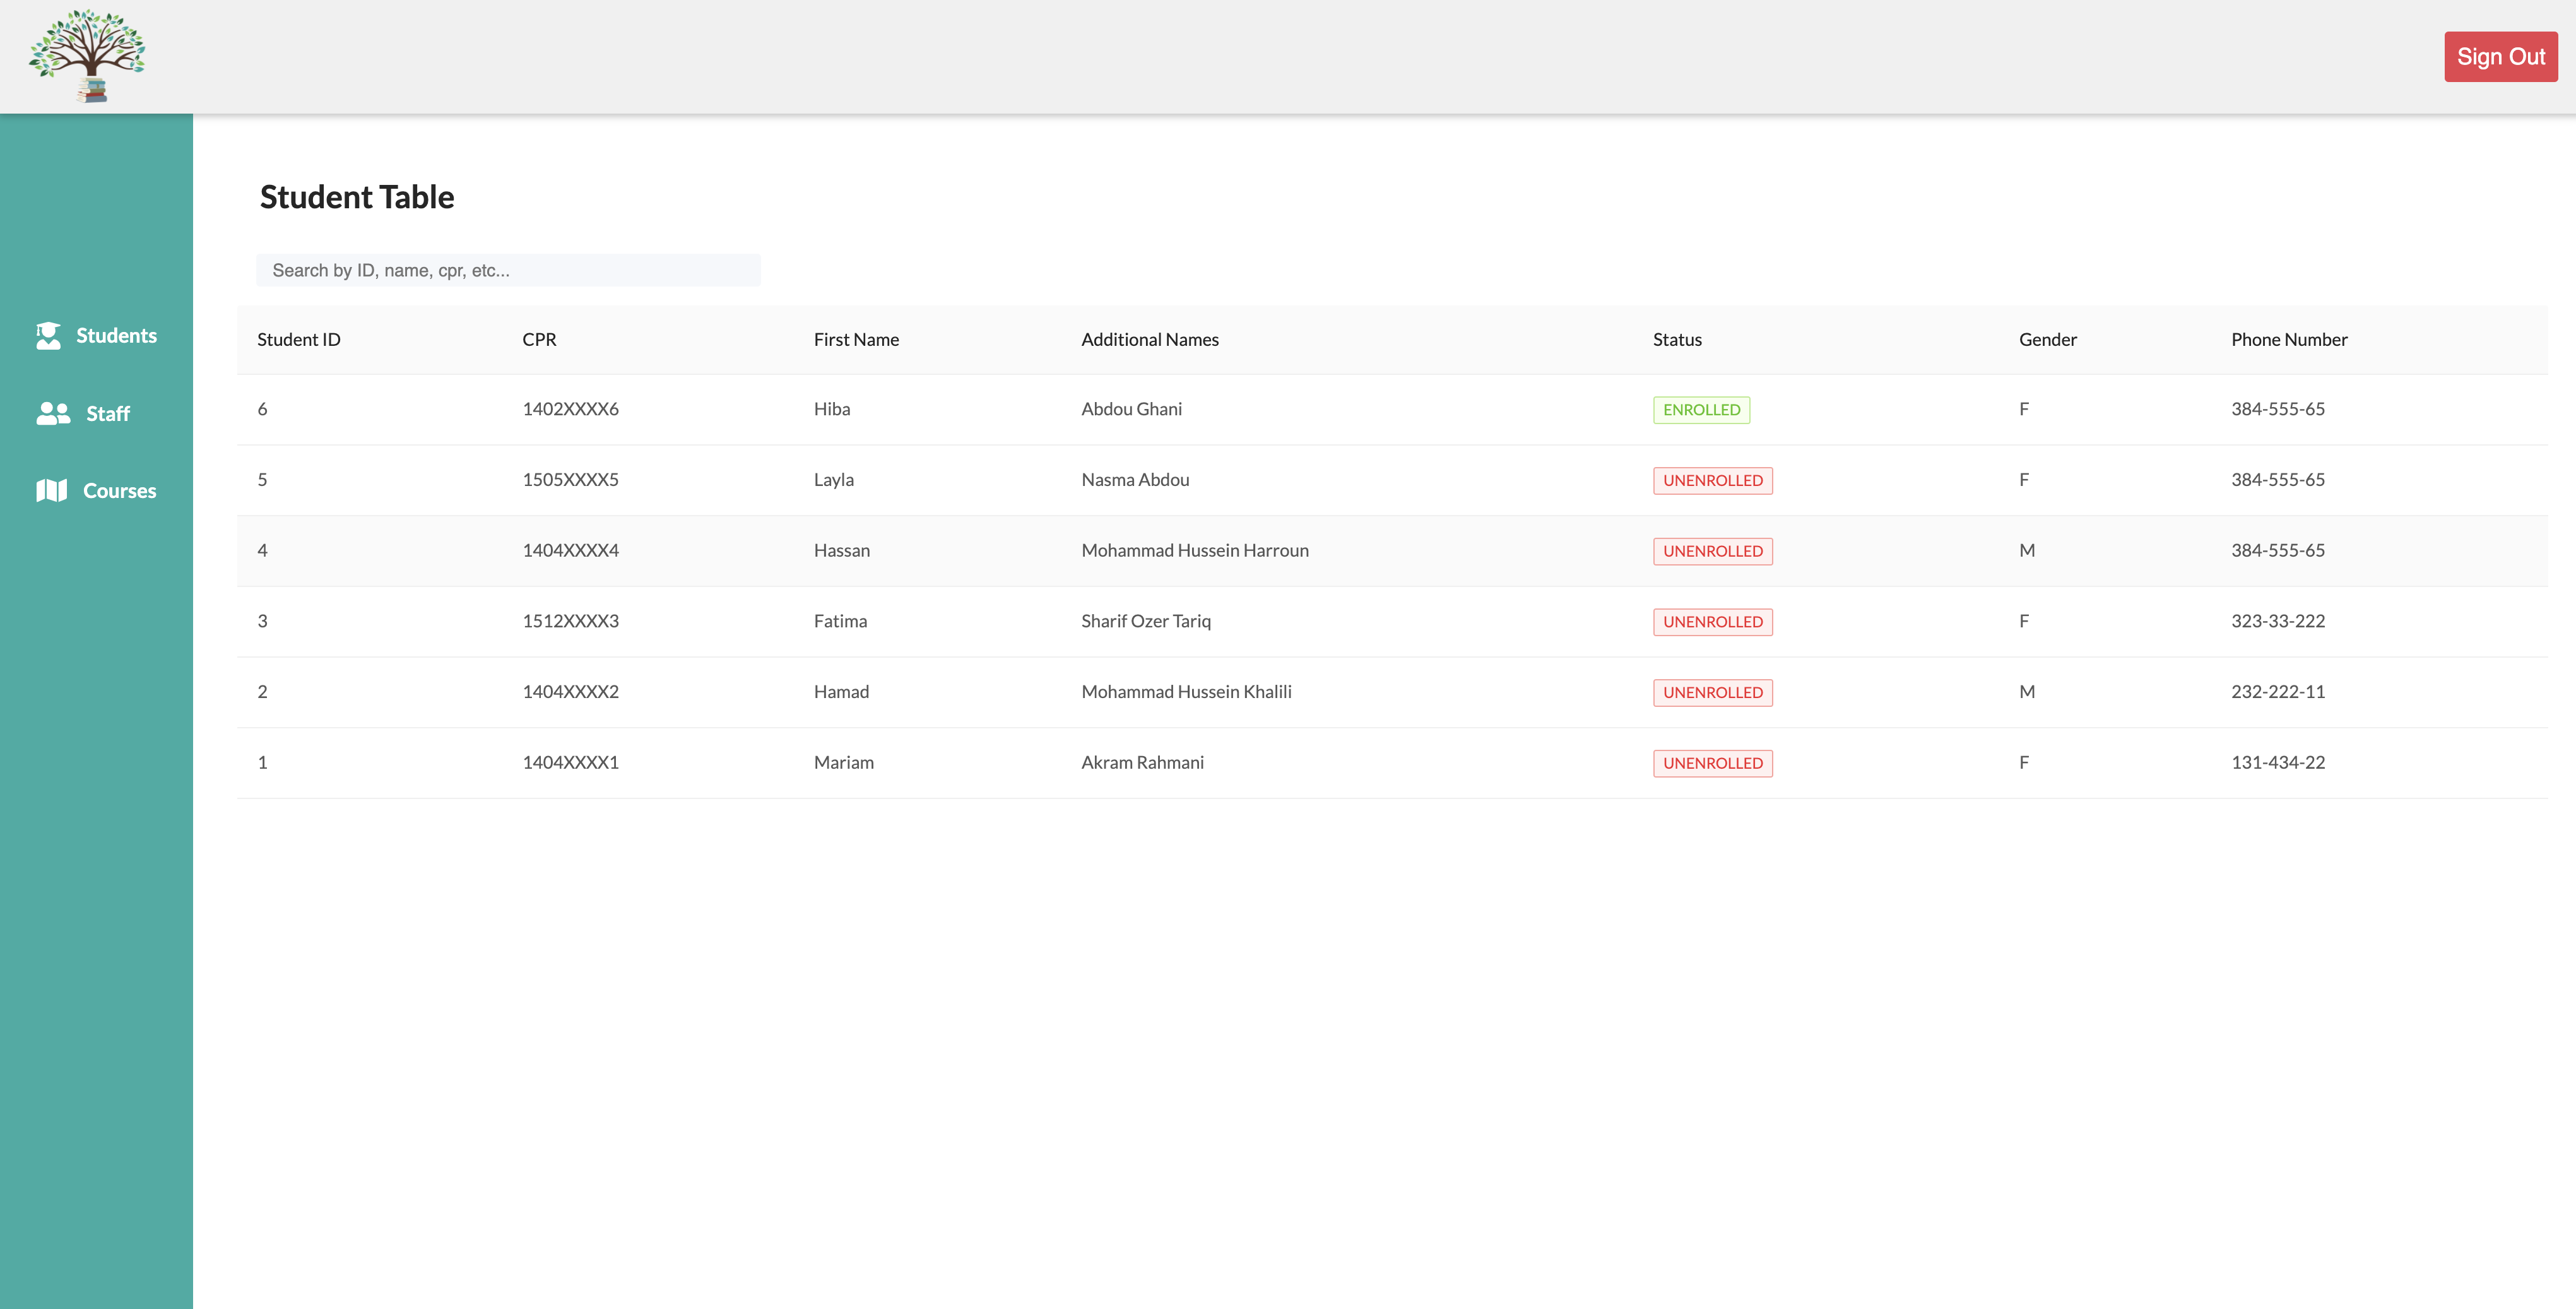 Sign Out
Students
Staff
Courses
Student Table
Search by ID, name, cpr, etc...
Student ID CPR First Name Additional Names Status Gender Phone Number
6 1402XXXX6 Hiba Abdou Ghani ENROLLED F 384-555-65
5 1505XXXX5 Layla Nasma Abdou UNENROLLED F 384-555-65
4 1404XXXX4 Hassan Mohammad Hussein Harroun UNENROLLED M 384-555-65
3 1512XXXX3 Fatima Sharif Ozer Tariq UNENROLLED F 323-33-222
2 1404XXXX2 Hamad Mohammad Hussein Khalili UNENROLLED M 232-222-11
1 1404XXXX1 Mariam Akram Rahmani UNENROLLED F 131-434-22